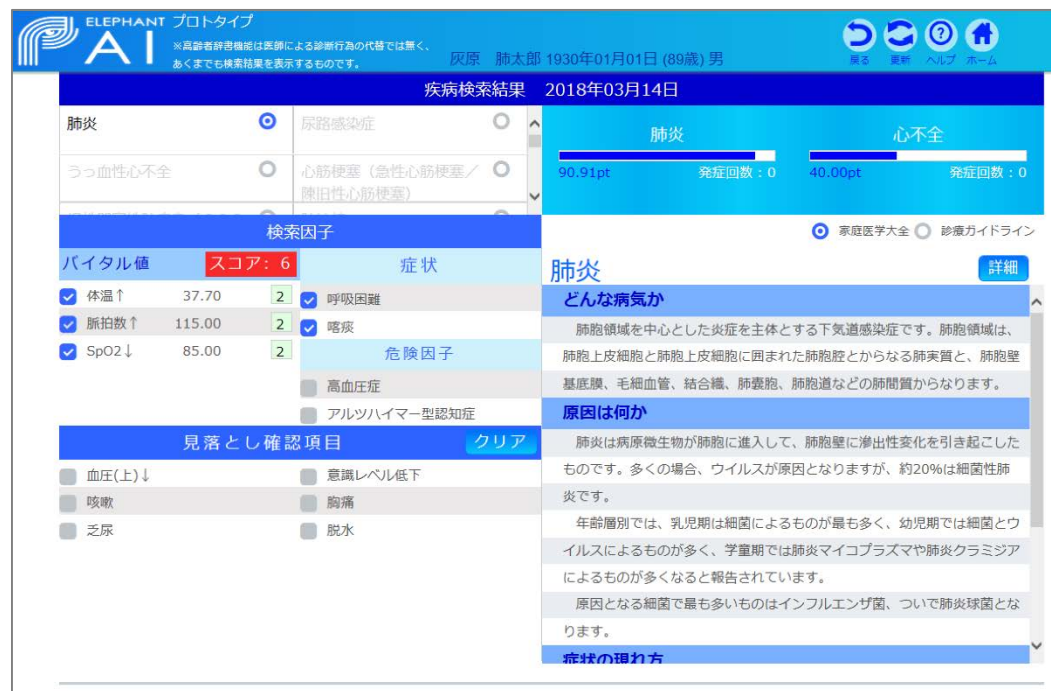 ELEPHANT
AI
プロトタイプ
※高齢者辞書機能は医師による診断行為の代替では無く、
あくまでも検索結果を表示するものです。
灰原 肺太郎 1930年01月01日 (89歳) 男
戻る 更新 ヘルプ ホーム
疾病検索結果 2018年03月14日
肺炎 尿路感染症
うっ血性心不全 心筋梗塞（急性心筋梗塞／
陳旧性心筋梗塞）
肺炎 心不全
90.91pt 発症回数：0 40.00pt 発症回数：0
検索因子
家庭医学大全 診療ガイドライン
バイタル値 スコア: 6 症状
体温↑ 37.70 2 呼吸困難
脈拍数↑ 115.00 2 喀痰
SpO2↓ 85.00 2 危険因子
高血圧症
アルツハイマー型認知症
見落とし確認項目 クリア
血圧(上)↓ 意識レベル低下
咳嗽 胸痛
乏尿 脱水
肺炎 詳細
どんな病気か
肺胞領域を中心とした炎症を主体とする下気道感染症です。肺胞領域は、
肺胞上皮細胞と肺胞上皮細胞に囲まれた肺胞腔とからなる肺実質と、肺胞壁
基底膜、毛細血管、結合織、肺嚢胞、肺胞道などの肺間質からなります。
原因は何か
肺炎は病原微生物が肺胞に進入して、肺胞壁に滲出性変化を引き起こした
ものです。多くの場合、ウイルスが原因となりますが、約20%は細菌性肺
炎です。
年齢層別では、乳児期は細菌によるものが最も多く、幼児期では細菌とウ
イルスによるものが多く、学童期では肺炎マイコプラズマや肺炎クラミジア
によるものが多くなると報告されています。
原因となる細菌で最も多いものはインフルエンザ菌、ついで肺炎球菌とな
ります。
症状の現れ方